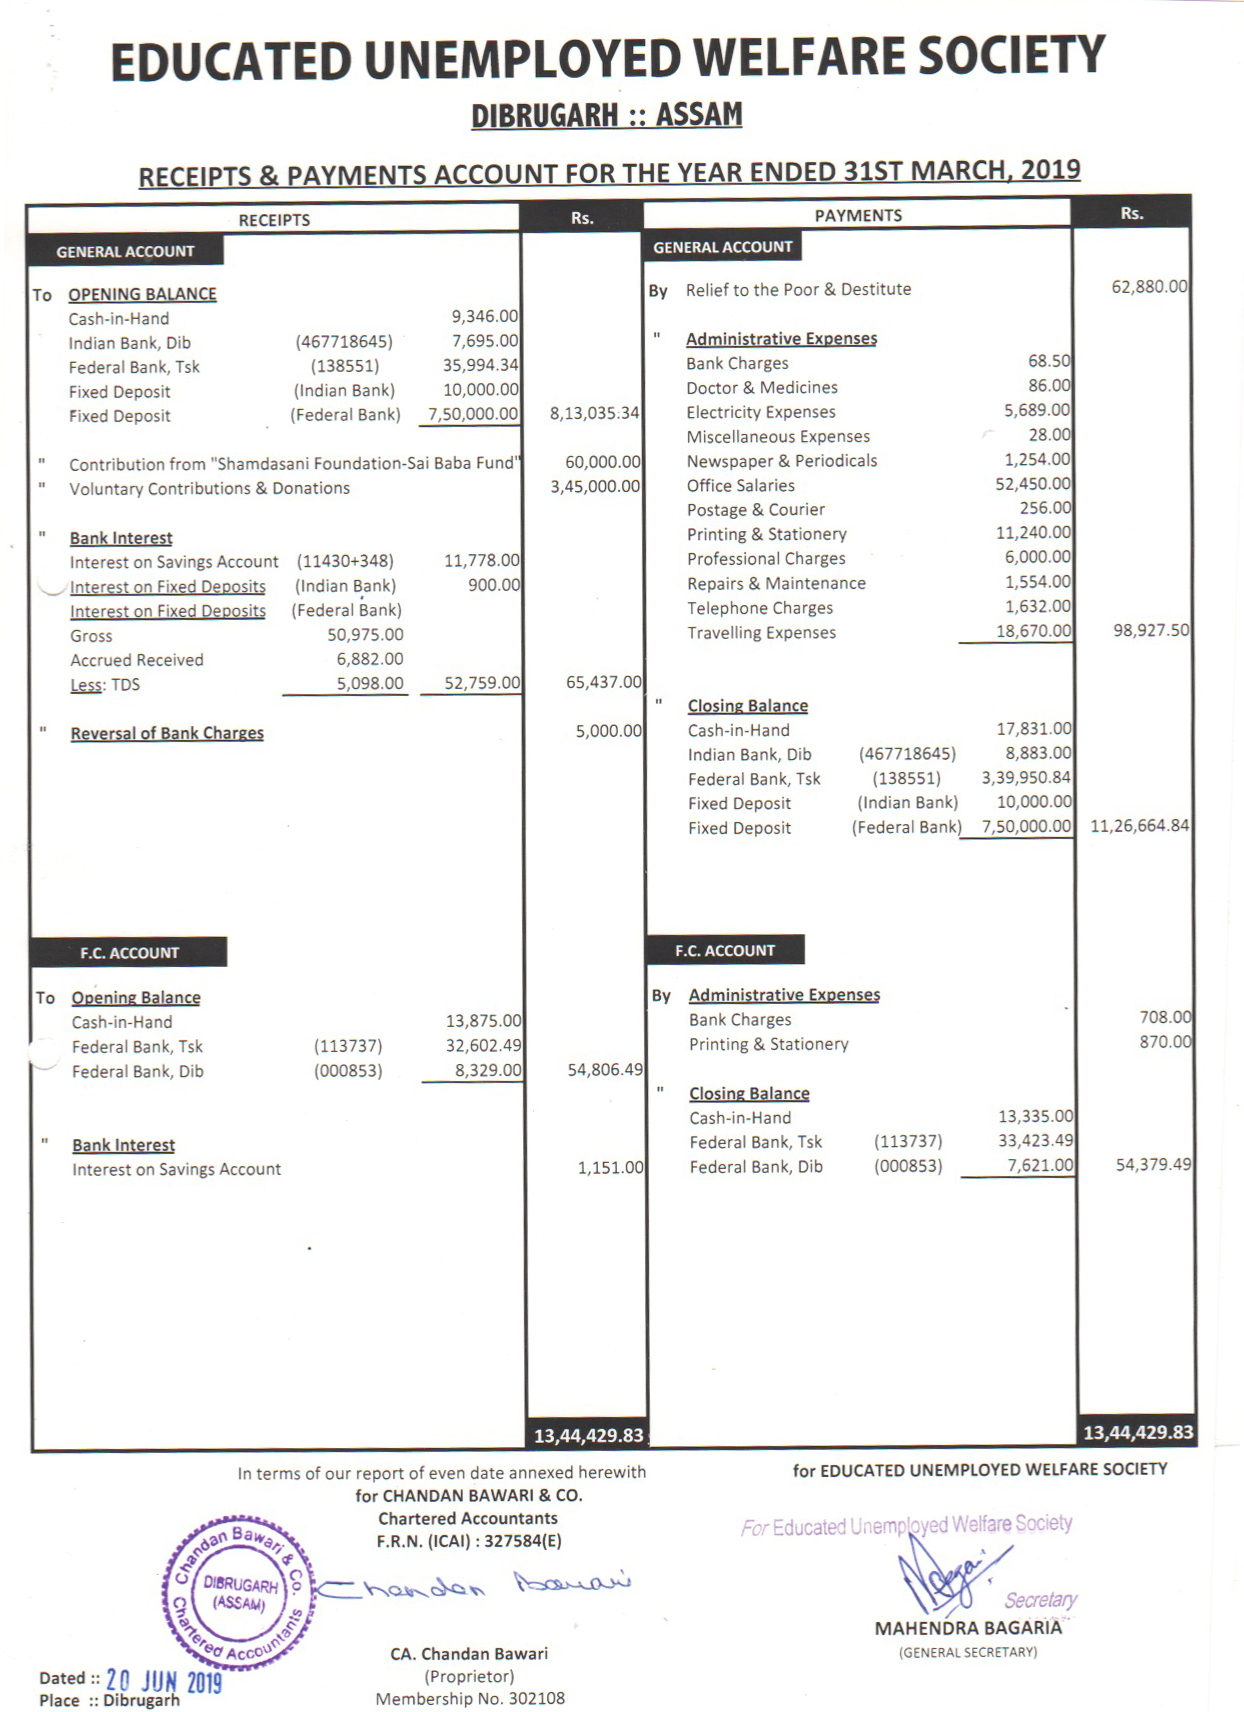 EDUCATED UNEMPLOYED WELFARE SOCIETY
DIBRUGARH :: ASSAM
RECEIPTS & PAYMENTS ACCOUNT FOR THE YEAR ENDED 31ST MARCH, 2019
RECEIPTS Rs.
GENERAL ACCOUNT
To OPENING BALANCE
Cash-in-Hand 9,346.00
Indian Bank, Dib (467718645) 7,695.00
Federal Bank, Tsk (138551) 35,994.34
Fixed Deposit (Indian Bank) 10,000.00
Fixed Deposit (Federal Bank) 7,50,000.00 8,13,035.34
" Contribution from "Shamdasani Foundation-Sai Baba Fund" 60,000.00
" Voluntary Contributions & Donations 3,45,000.00
" Bank Interest
Interest on Savings Account (11430+348) 11,778.00
Interest on Fixed Deposits (Indian Bank) 900.00
Interest on Fixed Deposits (Federal Bank)
Gross 50,975.00
Accrued Received 6,882.00
Less: TDS 5,098.00 52,759.00 65,437.00
" Reversal of Bank Charges 5,000.00
F.C. ACCOUNT
To Opening Balance
Cash-in-Hand 13,875.00
Federal Bank, Tsk (113737) 32,602.49
Federal Bank, Dib (000853) 8,329.00 54,806.49
" Bank Interest
Interest on Savings Account 1,151.00
13,44,429.83
PAYMENTS Rs.
GENERAL ACCOUNT
By Relief to the Poor & Destitute 62,880.00
" Administrative Expenses
Bank Charges 68.50
Doctor & Medicines 86.00
Electricity Expenses 5,689.00
Miscellaneous Expenses 28.00
Newspaper & Periodicals 1,254.00
Office Salaries 52,450.00
Postage & Courier 256.00
Printing & Stationery 11,240.00
Professional Charges 6,000.00
Repairs & Maintenance 1,554.00
Telephone Charges 1,632.00
Travelling Expenses 18,670.00 98,927.50
" Closing Balance
Cash-in-Hand 17,831.00
Indian Bank, Dib (467718645) 8,883.00
Federal Bank, Tsk (138551) 3,39,950.84
Fixed Deposit (Indian Bank) 10,000.00
Fixed Deposit (Federal Bank) 7,50,000.00 11,26,664.84
F.C. ACCOUNT
By Administrative Expenses
Bank Charges 708.00
Printing & Stationery 870.00
" Closing Balance
Cash-in-Hand 13,335.00
Federal Bank, Tsk (113737) 33,423.49
Federal Bank, Dib (000853) 7,621.00 54,379.49
13,44,429.83
In terms of our report of even date annexed herewith
for CHANDAN BAWARI & CO.
Chartered Accountants
F.R.N. (ICAI) : 327584(E)
Chandan Bawari
Chandan Bawari & Co.
DIBRUGARH
(ASSAM)
Chartered Accountants
CA. Chandan Bawari
(Proprietor)
Membership No. 302108
Dated :: 20 JUN 2019
Place :: Dibrugarh
for EDUCATED UNEMPLOYED WELFARE SOCIETY
For Educated Unemployed Welfare Society
Secretary
MAHENDRA BAGARIA
(GENERAL SECRETARY)